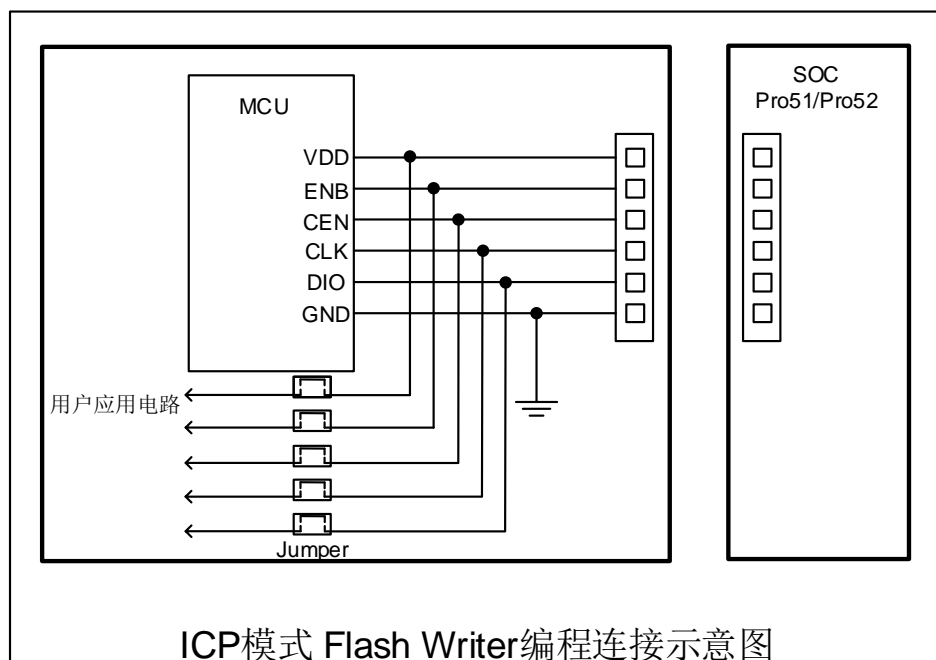 MCU
VDD
ENB
CEN
CLK
DIO
GND
用户应用电路
Jumper
SOC
Pro51/Pro52
ICP模式 Flash Writer编程连接示意图